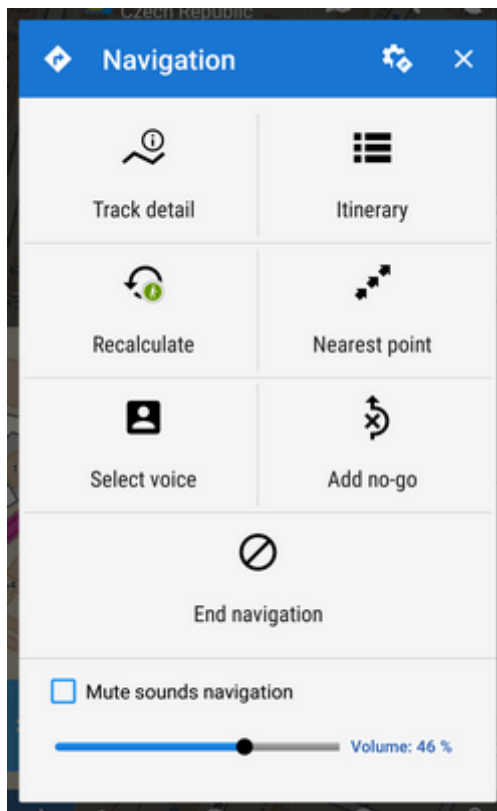 Czech Republic
Navigation
Track detail
Itinerary
Recalculate
Nearest point
Select voice
Add no-go
End navigation
Mute sounds navigation
Volume: 46 %